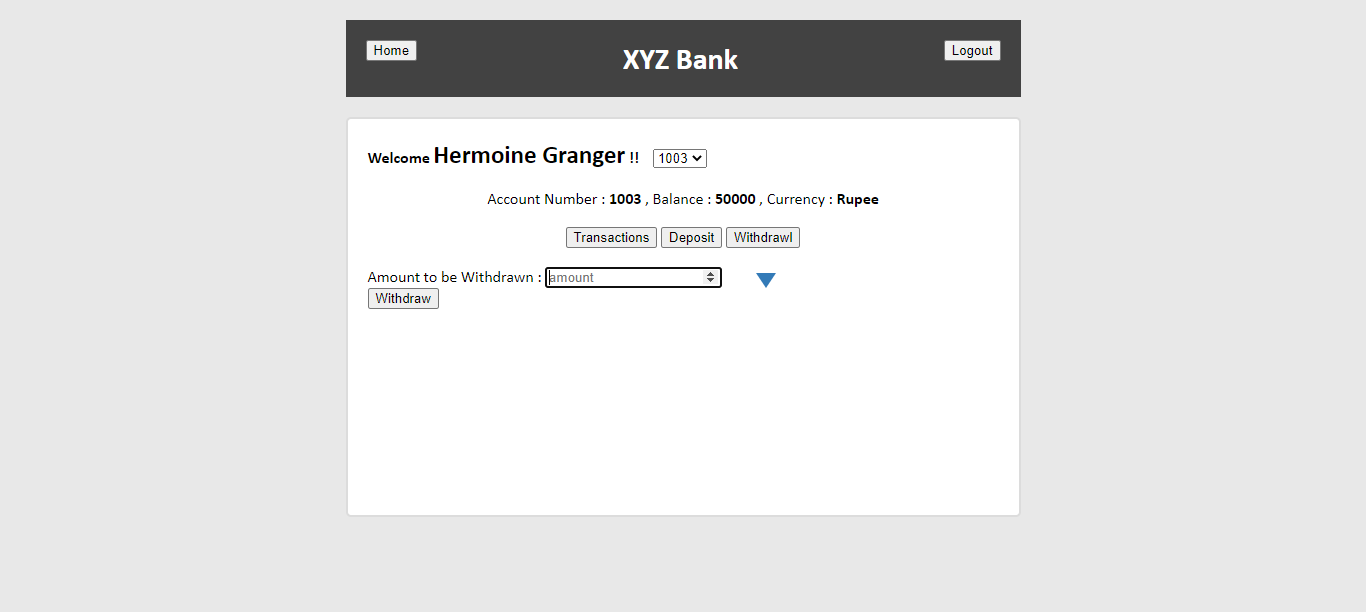 Home XYZ Bank Logout
Welcome Hermoine Granger !! 1003
Account Number : 1003 , Balance : 50000 , Currency : Rupee
Transactions Deposit Withdrawl
Amount to be Withdrawn : amount
Withdraw